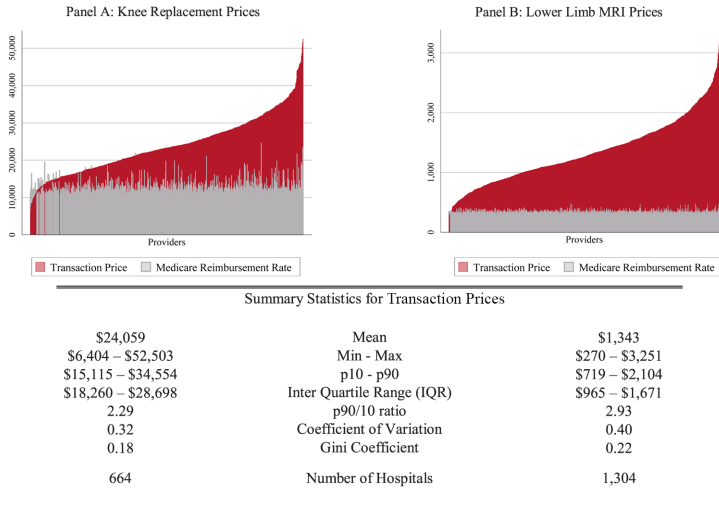 Panel A: Knee Replacement Prices
Panel B: Lower Limb MRI Prices
50,000
40,000
30,000
20,000
10,000
0
Providers
3,000
2,000
1,000
0
Providers
Transaction Price Medicare Reimbursement Rate
Transaction Price Medicare Reimbursement Rate
Summary Statistics for Transaction Prices
$24,059 Mean $1,343
$6,404 – $52,503 Min - Max $270 – $3,251
$15,115 – $34,554 p10 - p90 $719 – $2,104
$18,260 – $28,698 Inter Quartile Range (IQR) $965 – $1,671
2.29 p90/10 ratio 2.93
0.32 Coefficient of Variation 0.40
0.18 Gini Coefficient 0.22
664 Number of Hospitals 1,304